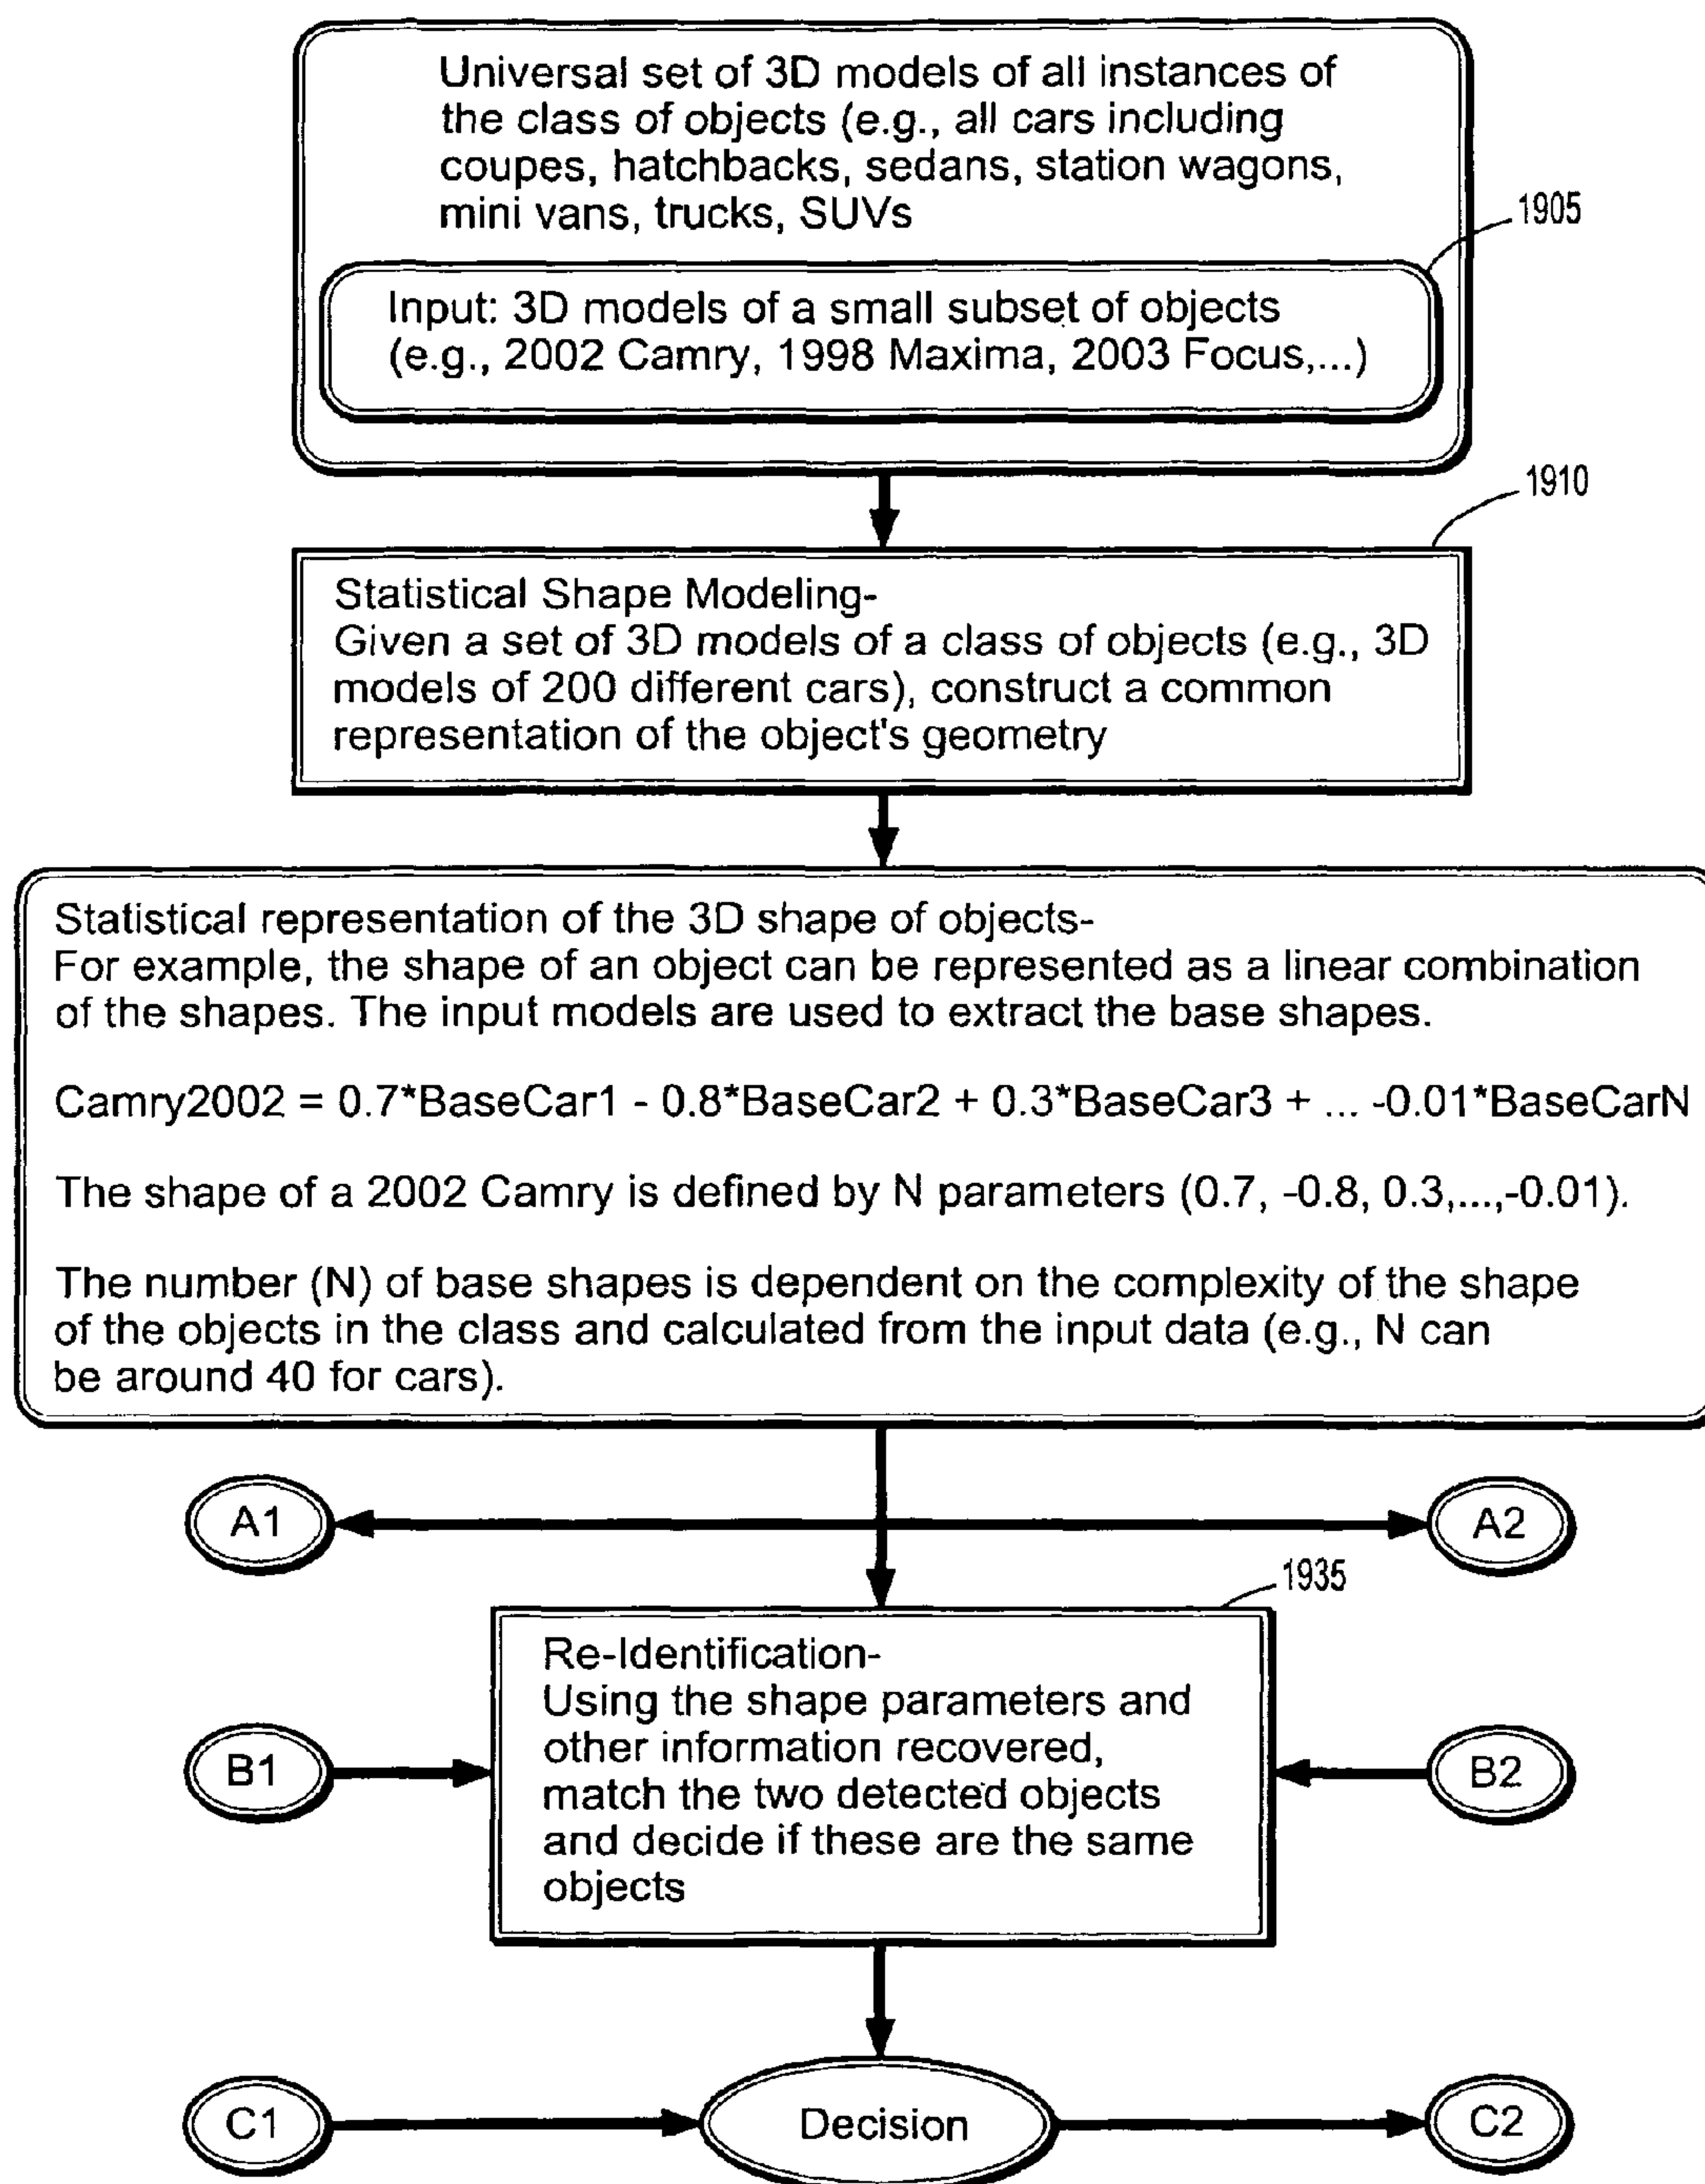 Universal set of 3D models of all instances of
the class of objects (e.g., all cars including
coupes, hatchbacks, sedans, station wagons,
mini vans, trucks, SUVs
1905
Input: 3D models of a small subset of objects
(e.g., 2002 Camry, 1998 Maxima, 2003 Focus,...)
1910
Statistical Shape Modeling-
Given a set of 3D models of a class of objects (e.g., 3D
models of 200 different cars), construct a common
representation of the object's geometry
Statistical representation of the 3D shape of objects-
For example, the shape of an object can be represented as a linear combination
of the shapes. The input models are used to extract the base shapes.
Camry2002 = 0.7*BaseCar1 - 0.8*BaseCar2 + 0.3*BaseCar3 + ... -0.01*BaseCarN
The shape of a 2002 Camry is defined by N parameters (0.7, -0.8, 0.3,...,-0.01).
The number (N) of base shapes is dependent on the complexity of the shape
of the objects in the class and calculated from the input data (e.g., N can
be around 40 for cars).
A1
A2
1935
Re-Identification-
Using the shape parameters and
other information recovered,
match the two detected objects
and decide if these are the same
objects
B1
B2
C1
Decision
C2